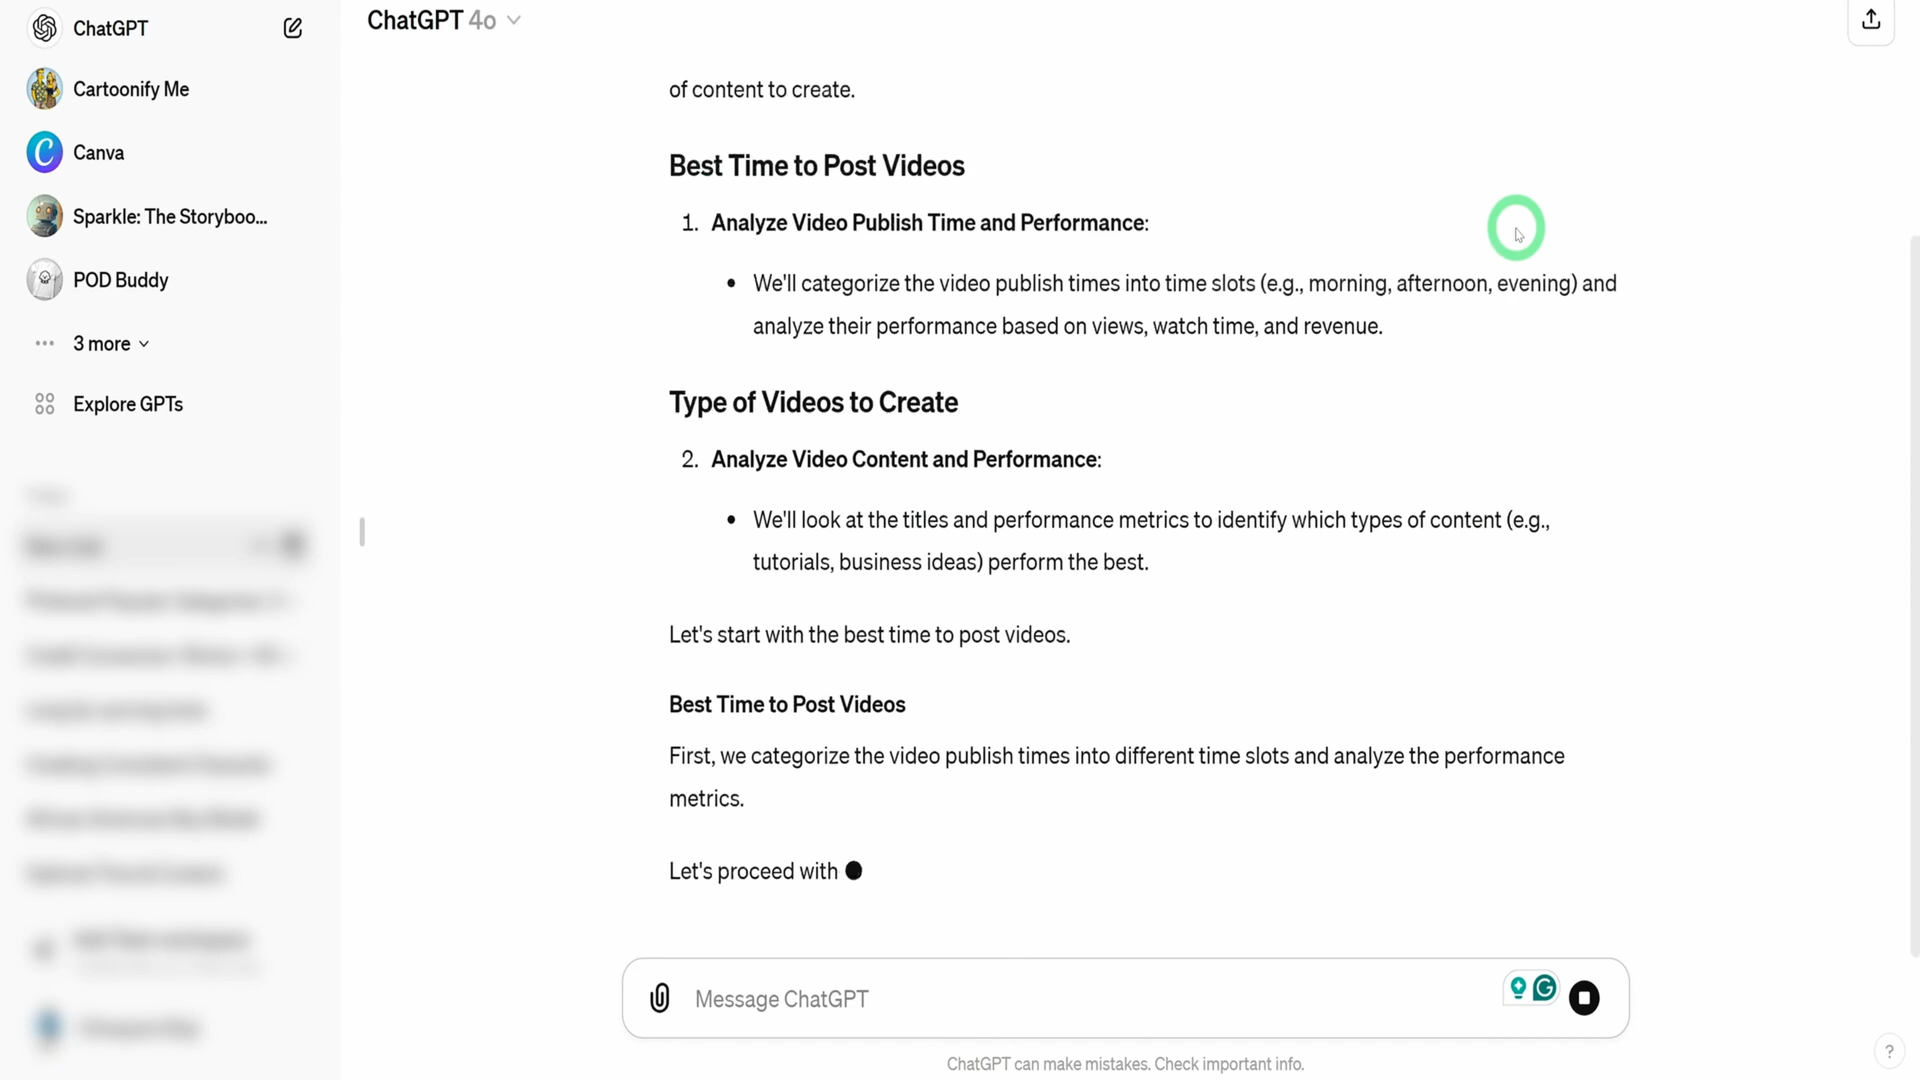 ChatGPT
Cartoonify Me
Canva
Sparkle: The Storyboo...
POD Buddy
3 more
Explore GPTs
ChatGPT 4o
of content to create.
Best Time to Post Videos
1. Analyze Video Publish Time and Performance:
• We'll categorize the video publish times into time slots (e.g., morning, afternoon, evening) and
analyze their performance based on views, watch time, and revenue.
Type of Videos to Create
2. Analyze Video Content and Performance:
• We'll look at the titles and performance metrics to identify which types of content (e.g.,
tutorials, business ideas) perform the best.
Let's start with the best time to post videos.
Best Time to Post Videos
First, we categorize the video publish times into different time slots and analyze the performance
metrics.
Let's proceed with
Message ChatGPT
ChatGPT can make mistakes. Check important info.
?